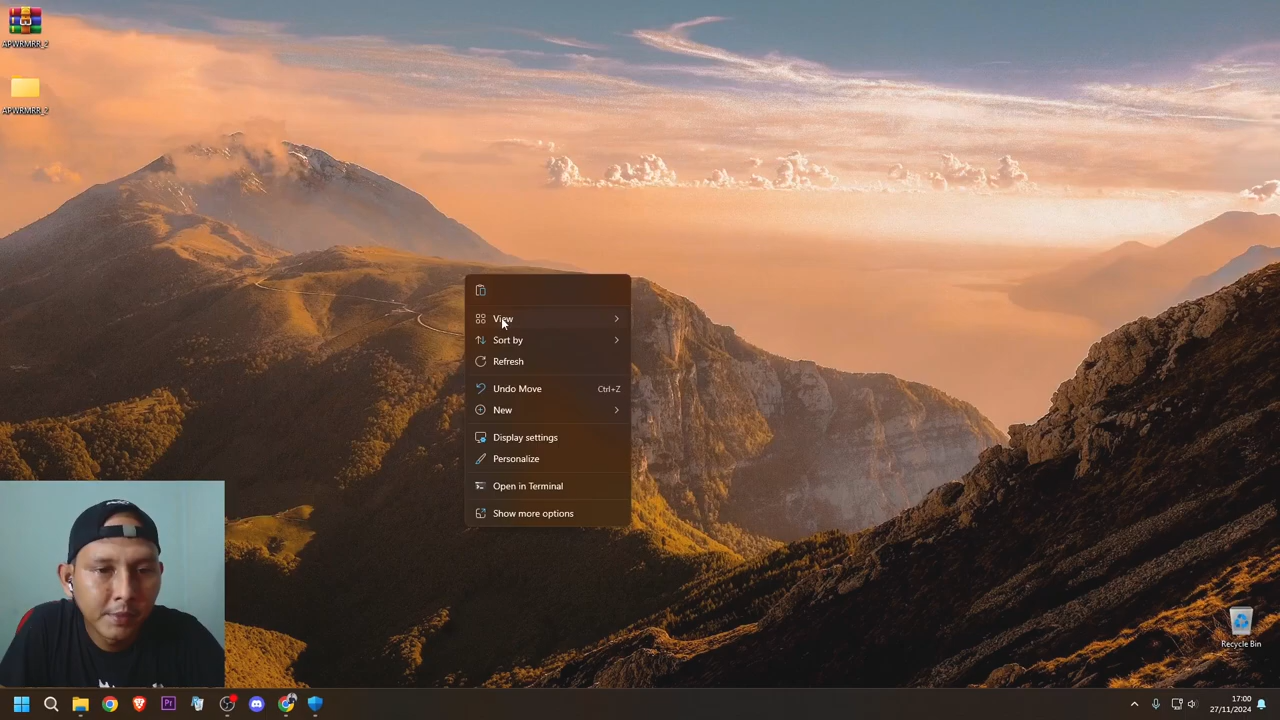 APWRMRR_2
APWRMRR_2
View
Sort by
Refresh
Undo Move Ctrl+Z
New
Display settings
Personalize
Open in Terminal
Show more options
Recycle Bin
Pr
17:00
27/11/2024